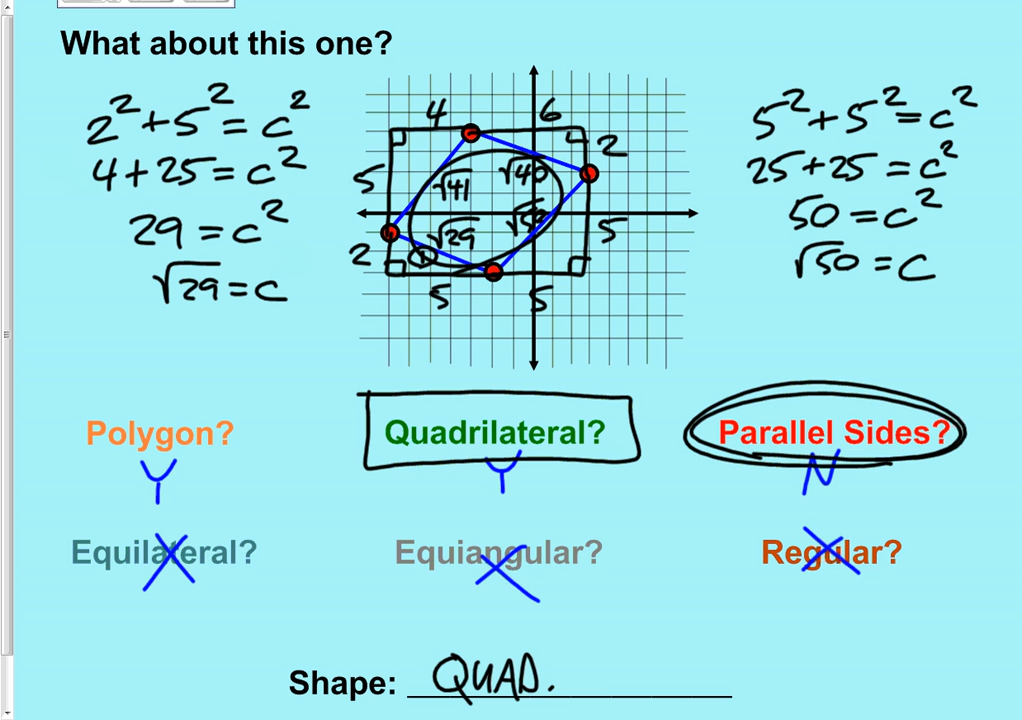 What about this one?
2² + 5² = c²
4 + 25 = c²
29 = c²
√29 = c
4 6
5 2
√41 √40
√29 √50
2 5
5 5
5² + 5² = c²
25 + 25 = c²
50 = c²
√50 = c
Polygon? Quadrilateral? Parallel Sides?
Y Y N
Equilateral? Equiangular? Regular?
X X X
Shape: QUAD.